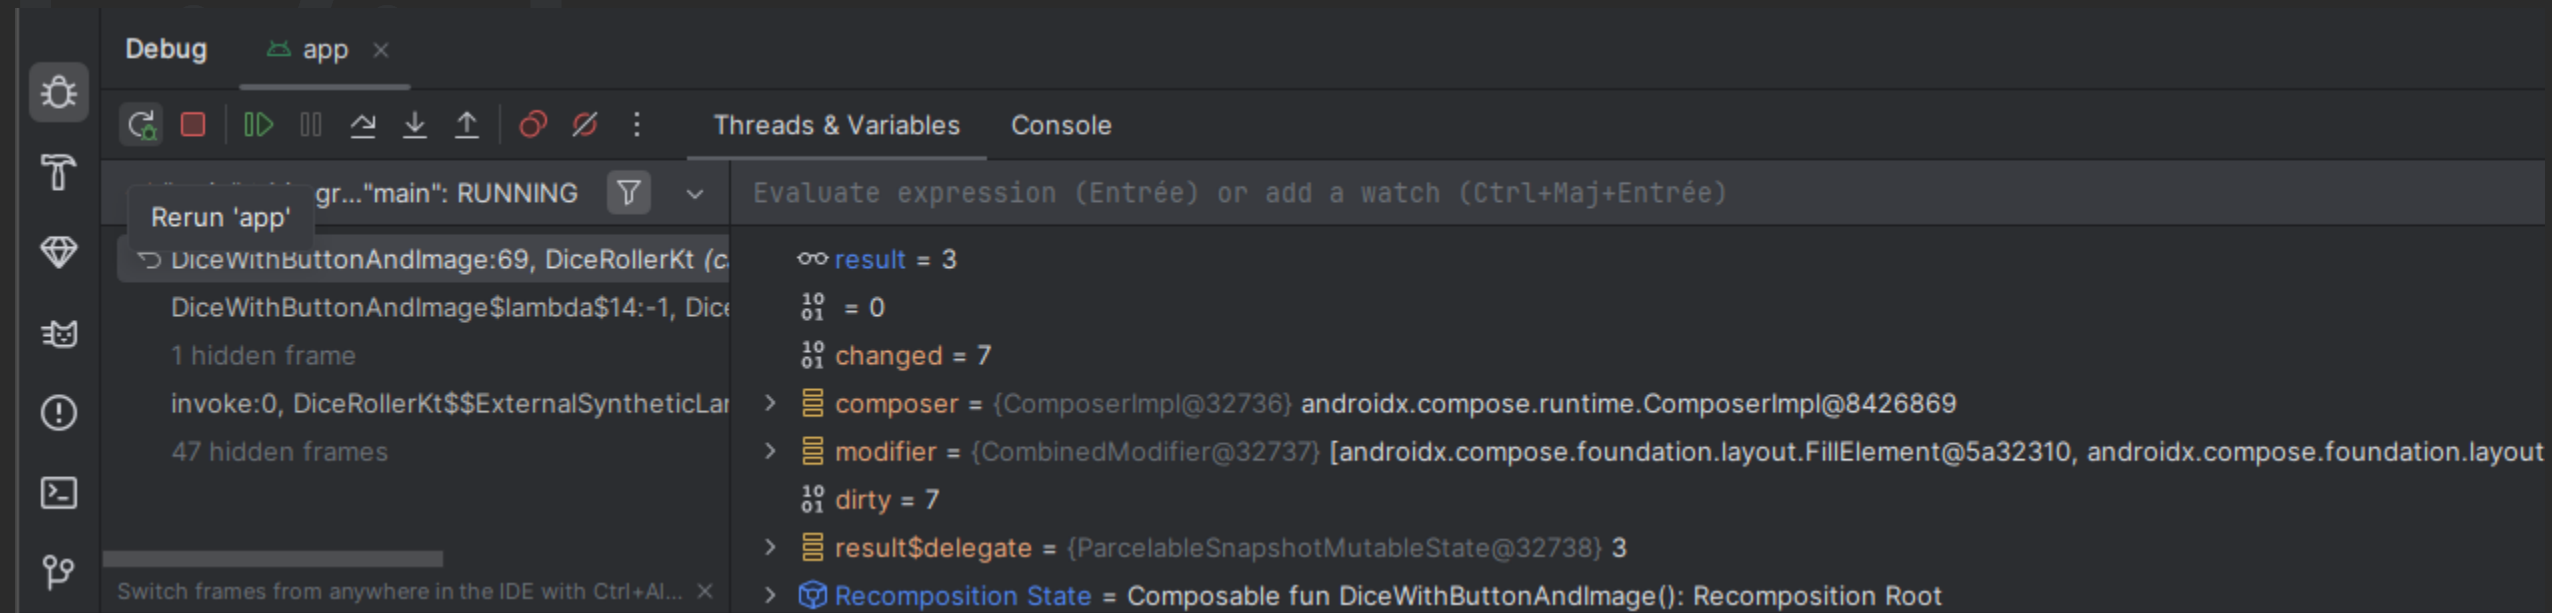 Debug app
Threads & Variables Console
gr..."main": RUNNING
Evaluate expression (Entrée) or add a watch (Ctrl+Maj+Entrée)
Rerun 'app'
DiceWithButtonAndImage:69, DiceRollerKt (c
DiceWithButtonAndImage$lambda$14:-1, Dice
1 hidden frame
invoke:0, DiceRollerKt$$ExternalSyntheticLar
47 hidden frames
Switch frames from anywhere in the IDE with Ctrl+Al...
result = 3
= 0
changed = 7
composer = {ComposerImpl@32736} androidx.compose.runtime.ComposerImpl@8426869
modifier = {CombinedModifier@32737} [androidx.compose.foundation.layout.FillElement@5a32310, androidx.compose.foundation.layout
dirty = 7
result$delegate = {ParcelableSnapshotMutableState@32738} 3
Recomposition State = Composable fun DiceWithButtonAndImage(): Recomposition Root